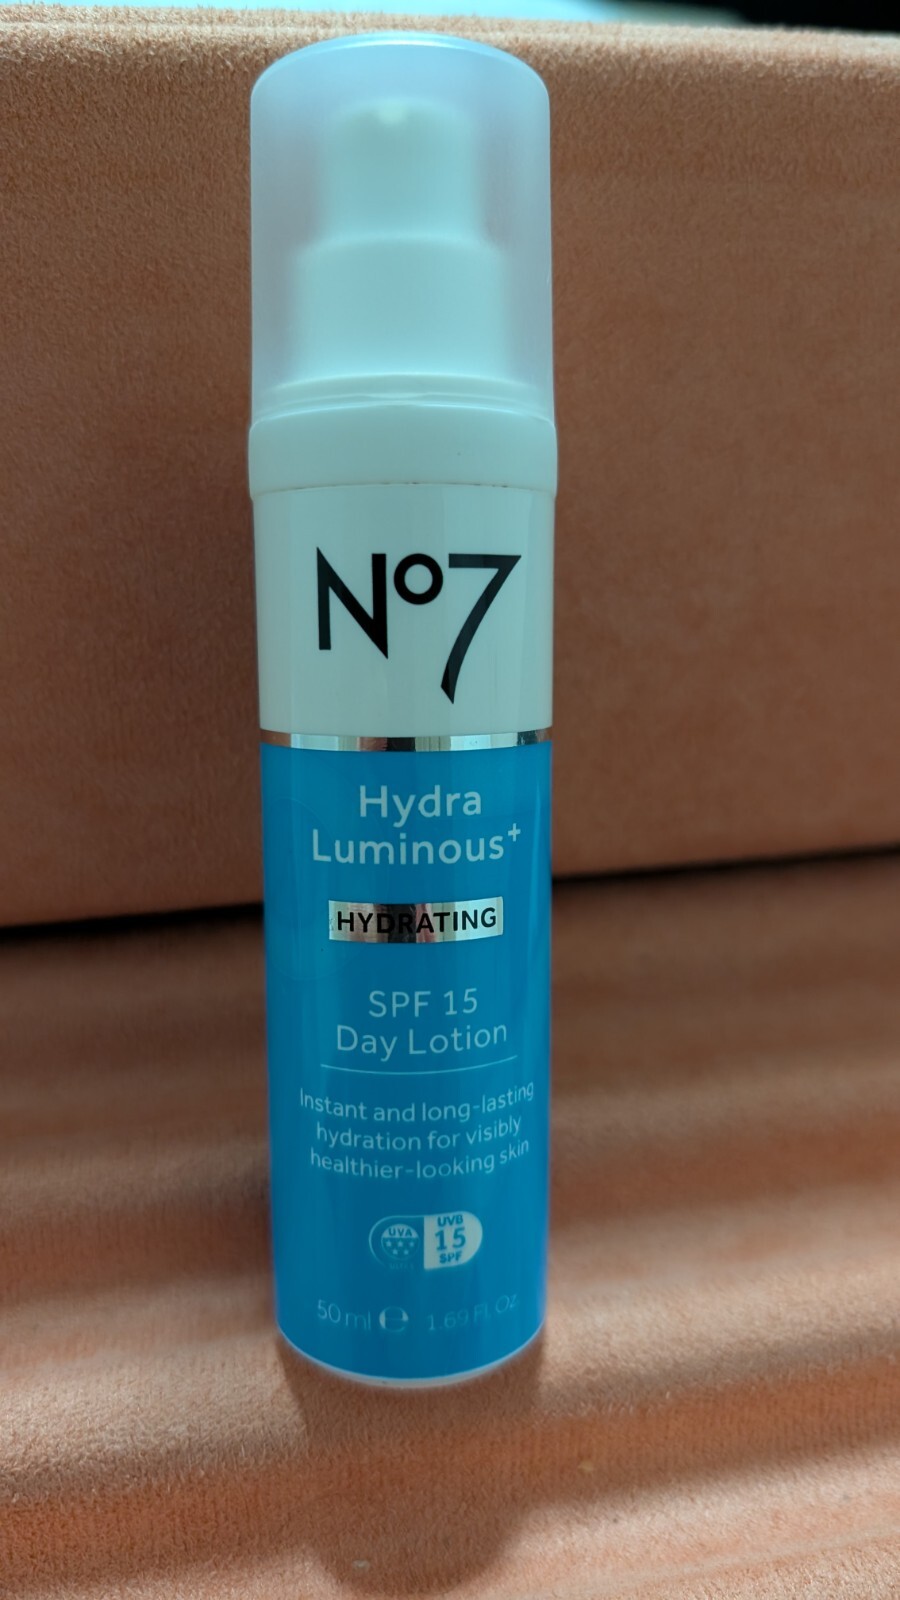 No7
Hydra
Luminous+
HYDRATING
SPF 15
Day Lotion
Instant and long-lasting
hydration for visibly
healthier-looking skin
UVA
UVB
15
SPF
50 ml e 1.69 Fl. Oz.